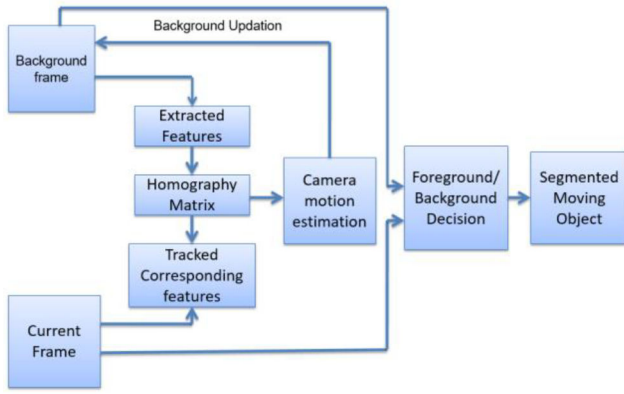 Background Updation
Background
frame
Extracted
Features
Homography
Matrix
Camera
motion
estimation
Foreground/
Background
Decision
Segmented
Moving
Object
Tracked
Corresponding
features
Current
Frame